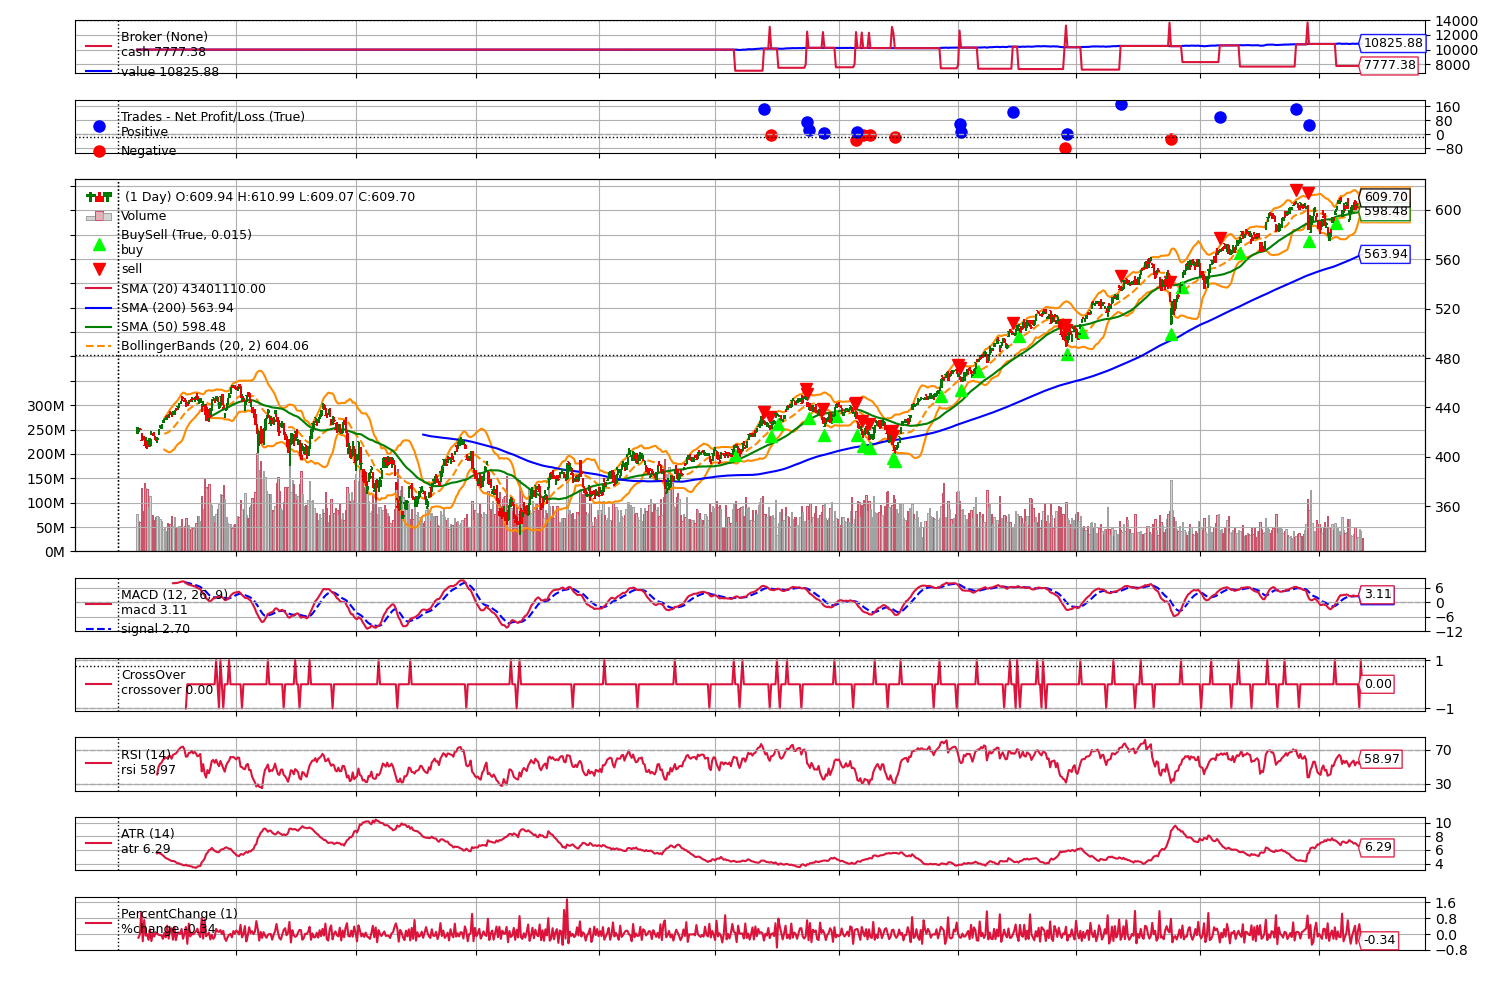 Broker (None)
cash 7777.38
value 10825.88
14000
12000
10000
8000
10825.88
7777.38
Trades - Net Profit/Loss (True)
Positive
Negative
160
80
0
−80
(1 Day) O:609.94 H:610.99 L:609.07 C:609.70
Volume
BuySell (True, 0.015)
buy
sell
SMA (20) 43401110.00
SMA (200) 563.94
SMA (50) 598.48
BollingerBands (20, 2) 604.06
300M
250M
200M
150M
100M
50M
0M
600
560
520
480
440
400
360
609.70
598.48
563.94
MACD (12, 26, 9)
macd 3.11
signal 2.70
6
0
−6
−12
3.11
CrossOver
crossover 0.00
1
−1
0.00
RSI (14)
rsi 58.97
70
30
58.97
ATR (14)
atr 6.29
10
8
6
4
6.29
PercentChange (1)
%change -0.34
1.6
0.8
0.0
−0.8
-0.34